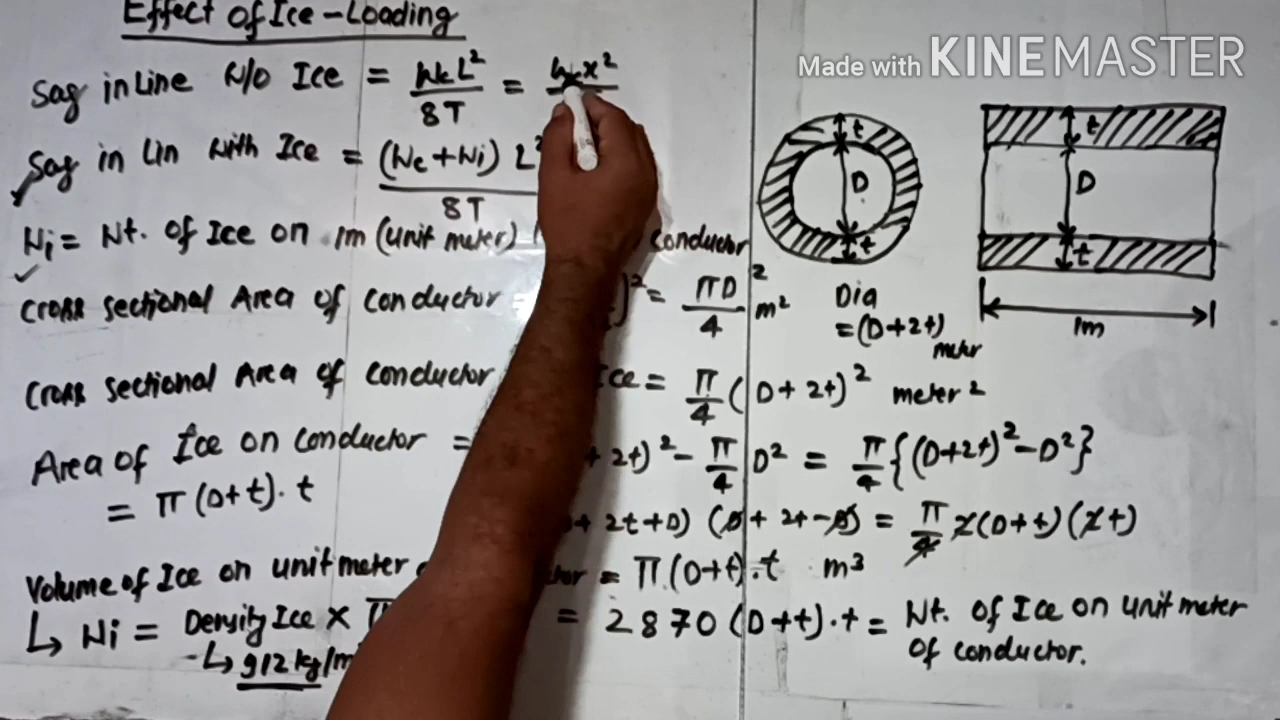 Made with KINEMASTER
Effect of Ice-Loading
Sag in Line W/o Ice = WcL² / 8T = x²
Sag in Lin with Ice = (Wc + Wi) L² / 8T
Wi = Wt. of Ice on 1m (unit meter) conductor
Cross sectional Area of conductor )² = πD² / 4 m²
Cross sectional Area of conductor Ice = π/4 (D + 2t)² meter²
Area of Ice on conductor = + 2t)² - π/4 D² = π/4 {(D+2t)² - D²}
= π(D+t).t
+ 2t + D) (D + 2t - D) = π/4 2(D+t)(2t)
Volume of Ice on unit meter = π(D+t).t m³
↳ Wi = Density Ice × π = 2870 (D+t).t = Wt. of Ice on unit meter
of conductor.
↳ 912 kg/m
t
D
t
Dia
= (D+2t)
meter
t
D
t
1m